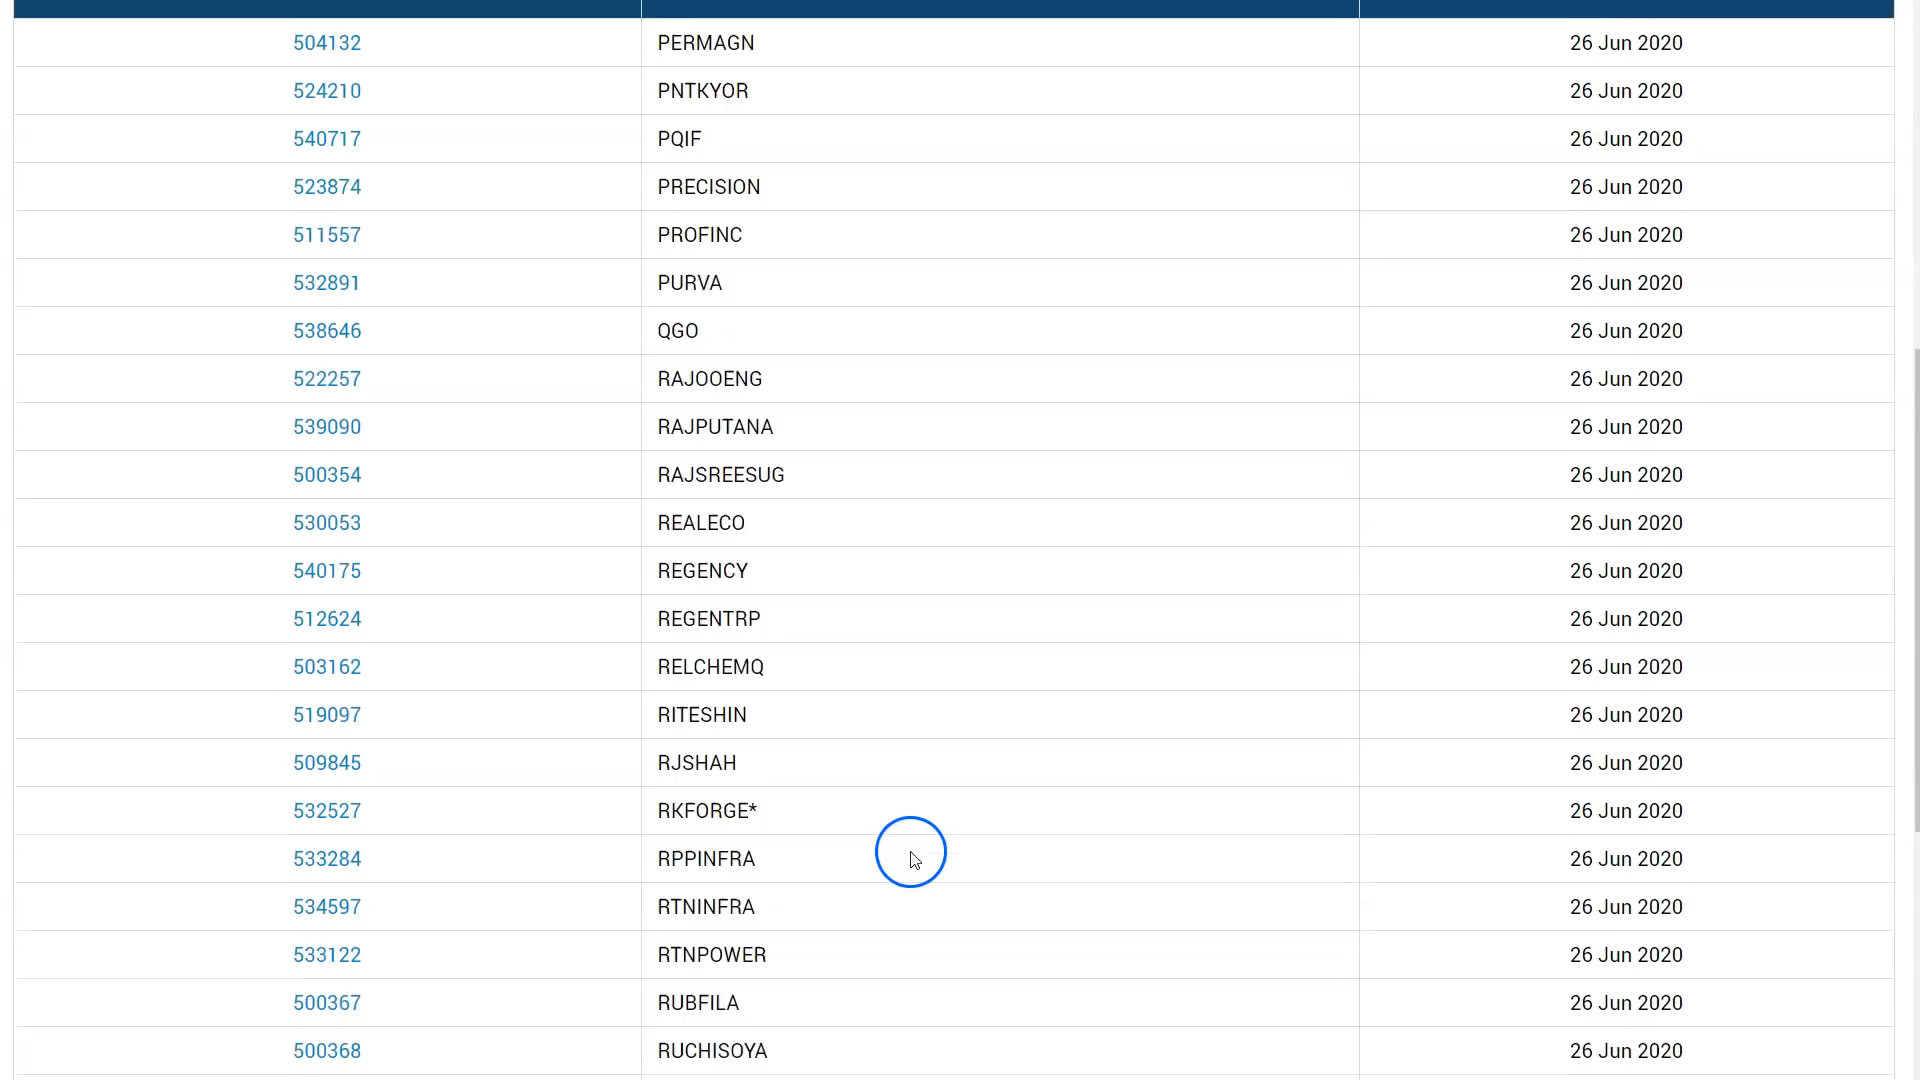 504132 PERMAGN 26 Jun 2020
524210 PNTKYOR 26 Jun 2020
540717 PQIF 26 Jun 2020
523874 PRECISION 26 Jun 2020
511557 PROFINC 26 Jun 2020
532891 PURVA 26 Jun 2020
538646 QGO 26 Jun 2020
522257 RAJOOENG 26 Jun 2020
539090 RAJPUTANA 26 Jun 2020
500354 RAJSREESUG 26 Jun 2020
530053 REALECO 26 Jun 2020
540175 REGENCY 26 Jun 2020
512624 REGENTRP 26 Jun 2020
503162 RELCHEMQ 26 Jun 2020
519097 RITESHIN 26 Jun 2020
509845 RJSHAH 26 Jun 2020
532527 RKFORGE* 26 Jun 2020
533284 RPPINFRA 26 Jun 2020
534597 RTNINFRA 26 Jun 2020
533122 RTNPOWER 26 Jun 2020
500367 RUBFILA 26 Jun 2020
500368 RUCHISOYA 26 Jun 2020